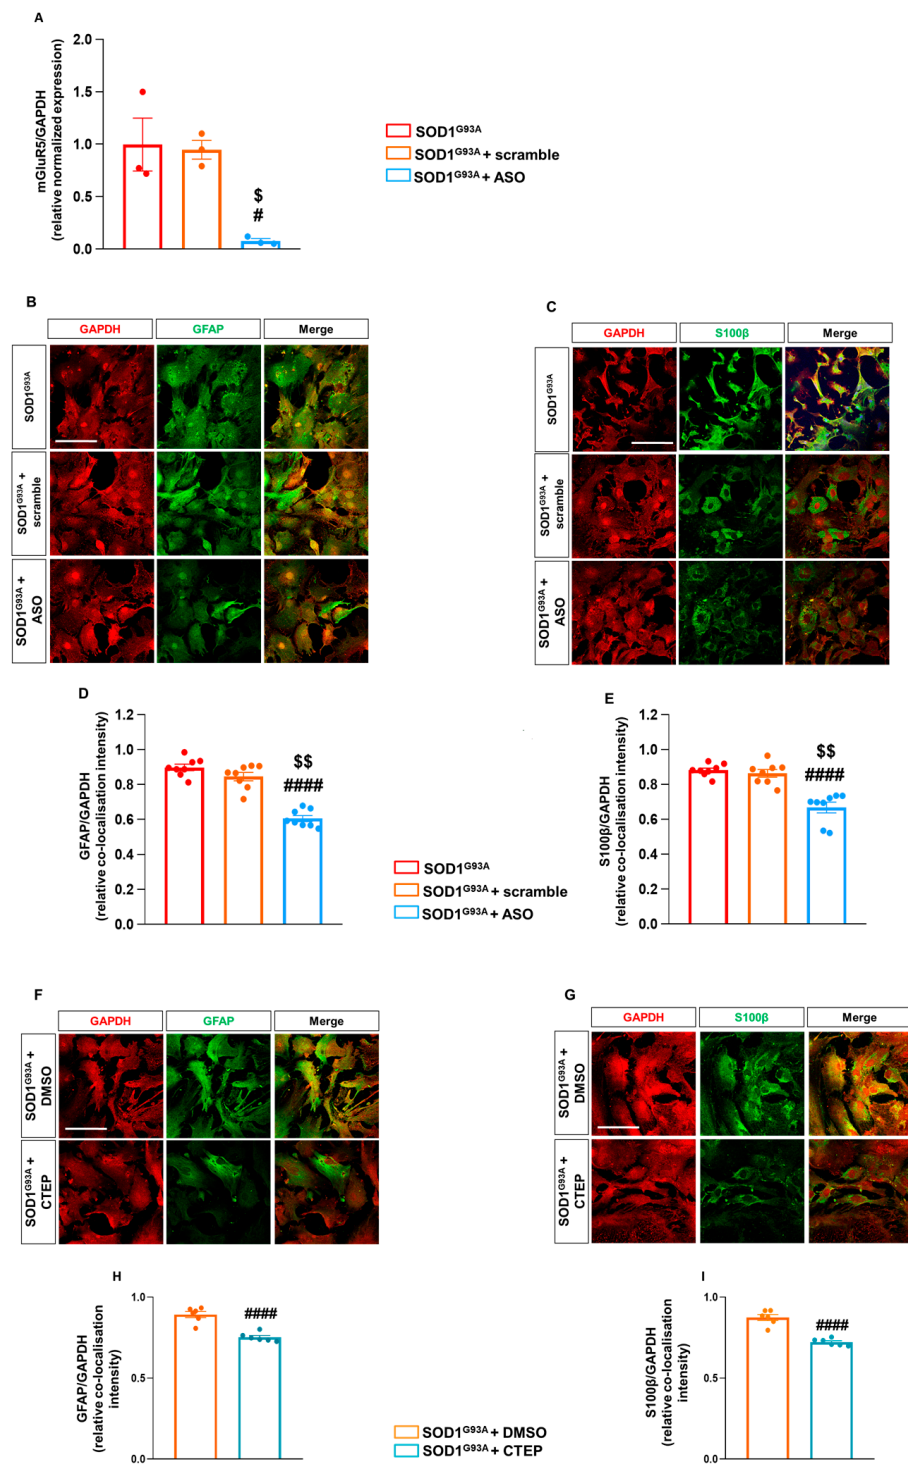 A
mGluR5/GAPDH
(relative normalized expression)
2.0
1.5
1.0
0.5
0.0
$
#
SOD1G93A
SOD1G93A + scramble
SOD1G93A + ASO
B
GAPDH
GFAP
Merge
SOD1G93A
SOD1G93A +
scramble
SOD1G93A +
ASO
C
GAPDH
S100β
Merge
SOD1G93A
SOD1G93A +
scramble
SOD1G93A +
ASO
D
GFAP/GAPDH
(relative co-localisation intensity)
1.2
1.0
0.8
0.6
0.4
0.2
0.0
$$
####
SOD1G93A
SOD1G93A + scramble
SOD1G93A + ASO
E
S100β/GAPDH
(relative co-localisation intensity)
1.2
1.0
0.8
0.6
0.4
0.2
0.0
$$
####
F
GAPDH
GFAP
Merge
SOD1G93A +
DMSO
SOD1G93A +
CTEP
G
GAPDH
S100β
Merge
SOD1G93A +
DMSO
SOD1G93A +
CTEP
H
GFAP/GAPDH
(relative co-localisation
intensity)
1.0
0.5
0.0
####
SOD1G93A + DMSO
SOD1G93A + CTEP
I
S100β/GAPDH
(relative co-localisation
intensity)
1.0
0.5
0.0
####